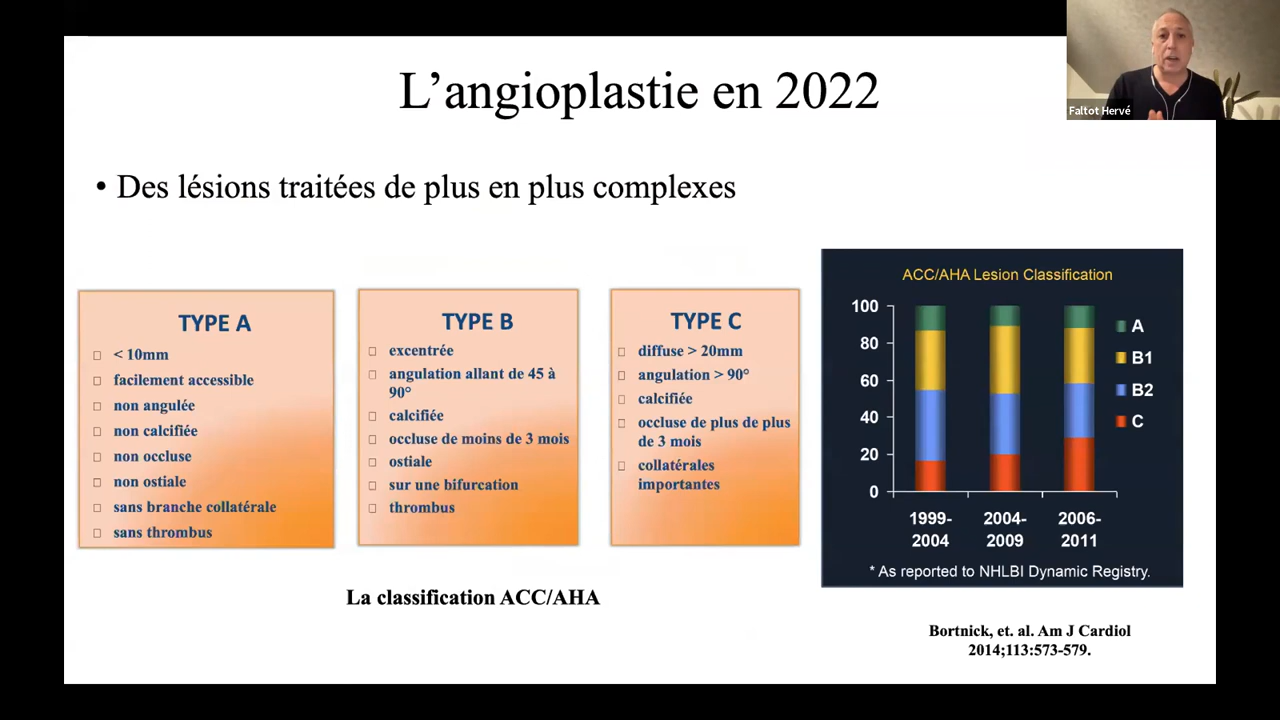 L'angioplastie en 2022
Faltot Hervé
• Des lésions traitées de plus en plus complexes
TYPE A
< 10mm
facilement accessible
non angulée
non calcifiée
non occluse
non ostiale
sans branche collatérale
sans thrombus
TYPE B
excentrée
angulation allant de 45 à
90°
calcifiée
occluse de moins de 3 mois
ostiale
sur une bifurcation
thrombus
TYPE C
diffuse > 20mm
angulation > 90°
calcifiée
occluse de plus de plus
de 3 mois
collatérales
importantes
ACC/AHA Lesion Classification
100
80
60
40
20
0
A
B1
B2
C
1999-
2004
2004-
2009
2006-
2011
* As reported to NHLBI Dynamic Registry.
La classification ACC/AHA
Bortnick, et. al. Am J Cardiol
2014;113:573-579.